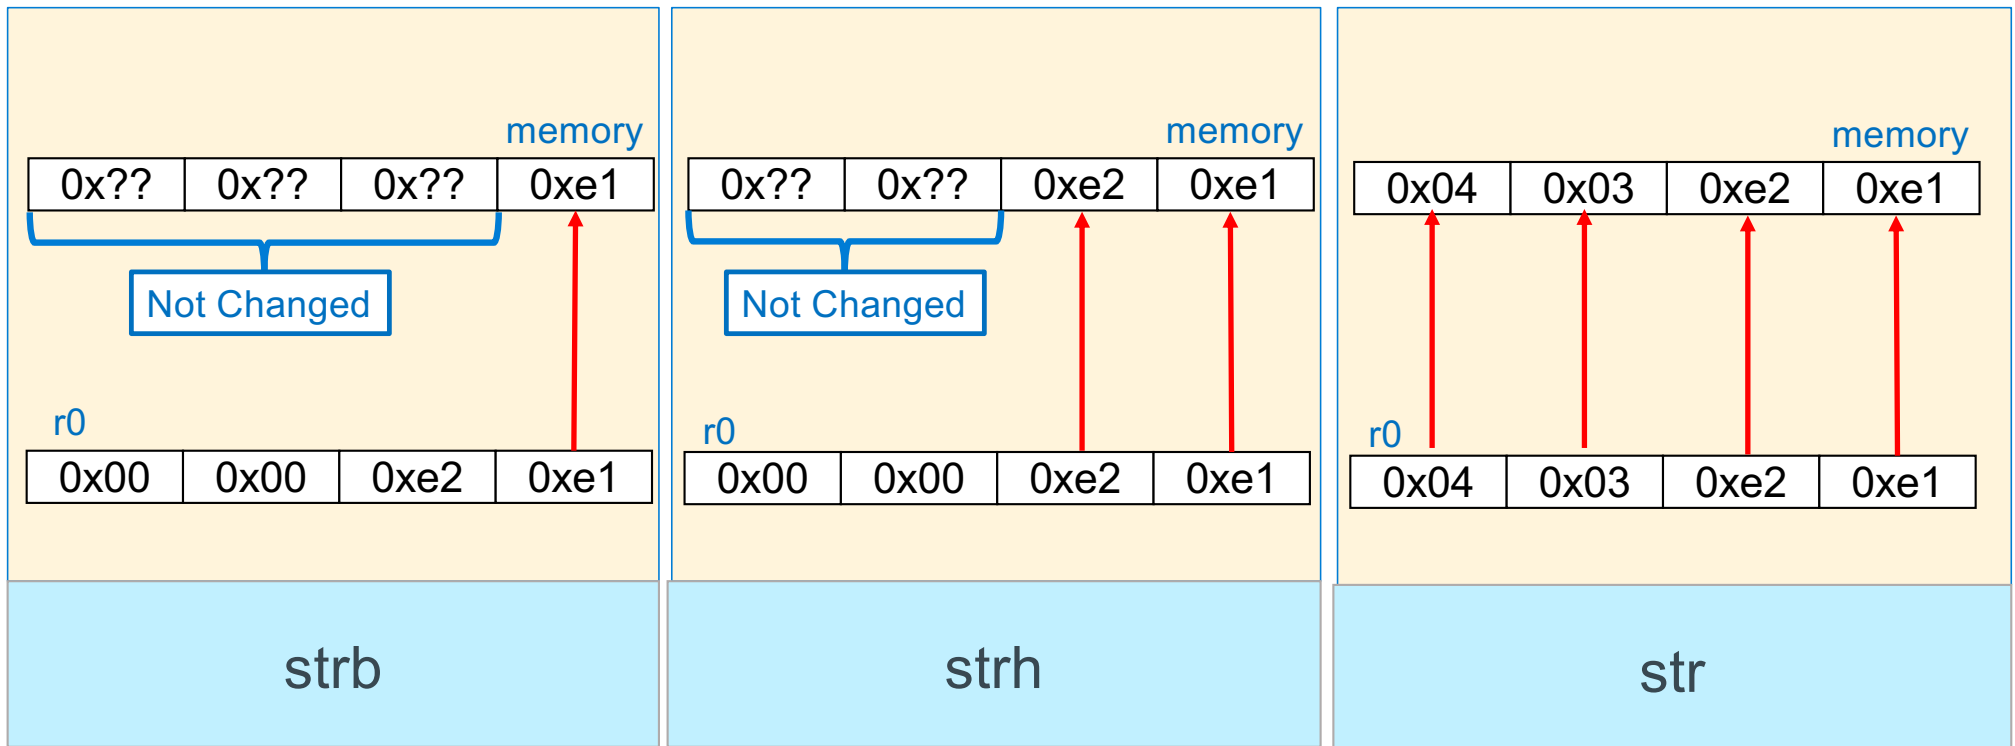 memory
0x?? 0x?? 0x?? 0xe1
Not Changed
r0
0x00 0x00 0xe2 0xe1
strb
memory
0x?? 0x?? 0xe2 0xe1
Not Changed
r0
0x00 0x00 0xe2 0xe1
strh
memory
0x04 0x03 0xe2 0xe1
r0
0x04 0x03 0xe2 0xe1
str